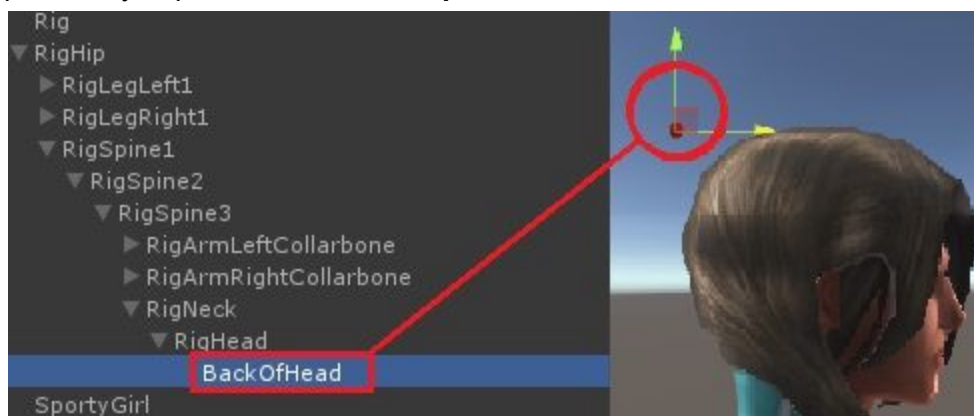 Rig
RigHip
RigLegLeft1
RigLegRight1
RigSpine1
RigSpine2
RigSpine3
RigArmLeftCollarbone
RigArmRightCollarbone
RigNeck
RigHead
BackOfHead
SportyGirl